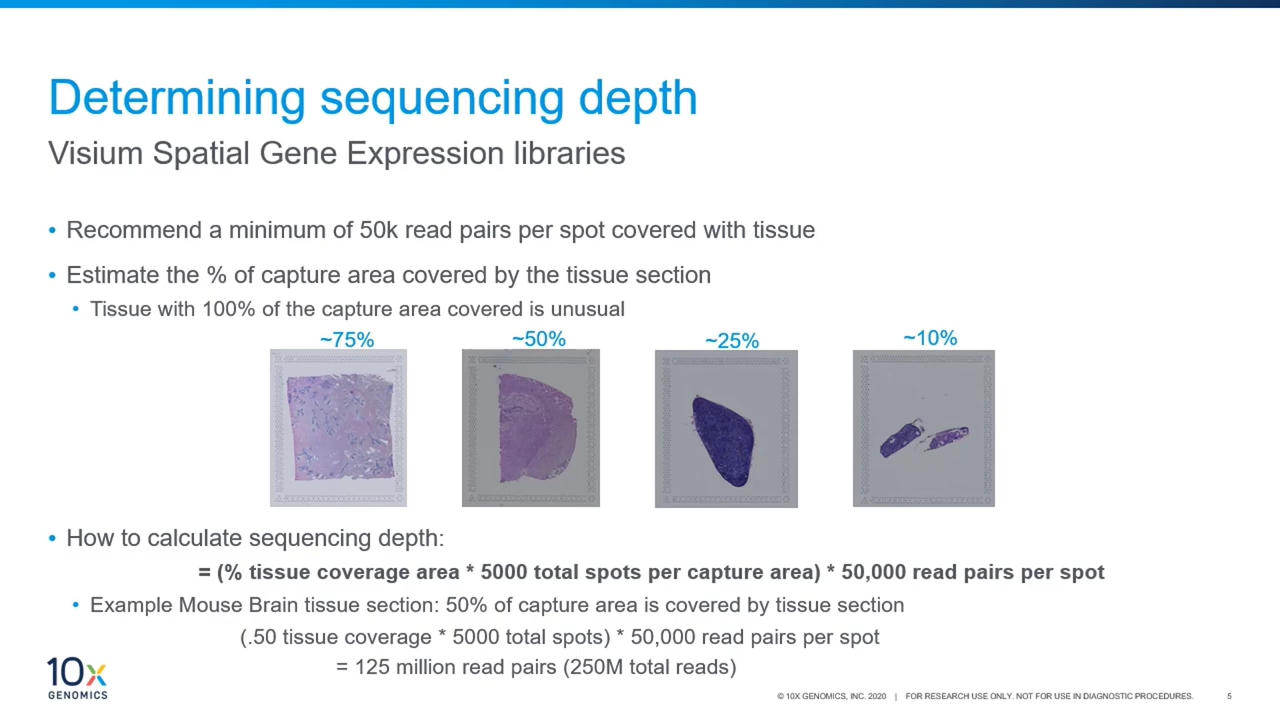 Determining sequencing depth
Visium Spatial Gene Expression libraries
• Recommend a minimum of 50k read pairs per spot covered with tissue
• Estimate the % of capture area covered by the tissue section
• Tissue with 100% of the capture area covered is unusual
~75% ~50% ~25% ~10%
• How to calculate sequencing depth:
= (% tissue coverage area * 5000 total spots per capture area) * 50,000 read pairs per spot
• Example Mouse Brain tissue section: 50% of capture area is covered by tissue section
(.50 tissue coverage * 5000 total spots) * 50,000 read pairs per spot
= 125 million read pairs (250M total reads)
10x
GENOMICS
© 10X GENOMICS, INC. 2020 | FOR RESEARCH USE ONLY. NOT FOR USE IN DIAGNOSTIC PROCEDURES. 5